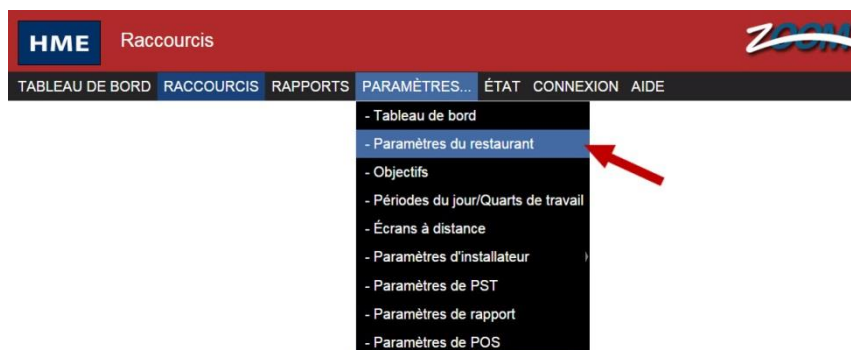 HME Raccourcis ZOOM
TABLEAU DE BORD RACCOURCIS RAPPORTS PARAMÈTRES... ÉTAT CONNEXION AIDE
- Tableau de bord
- Paramètres du restaurant
- Objectifs
- Périodes du jour/Quarts de travail
- Écrans à distance
- Paramètres d'installateur
- Paramètres de PST
- Paramètres de rapport
- Paramètres de POS